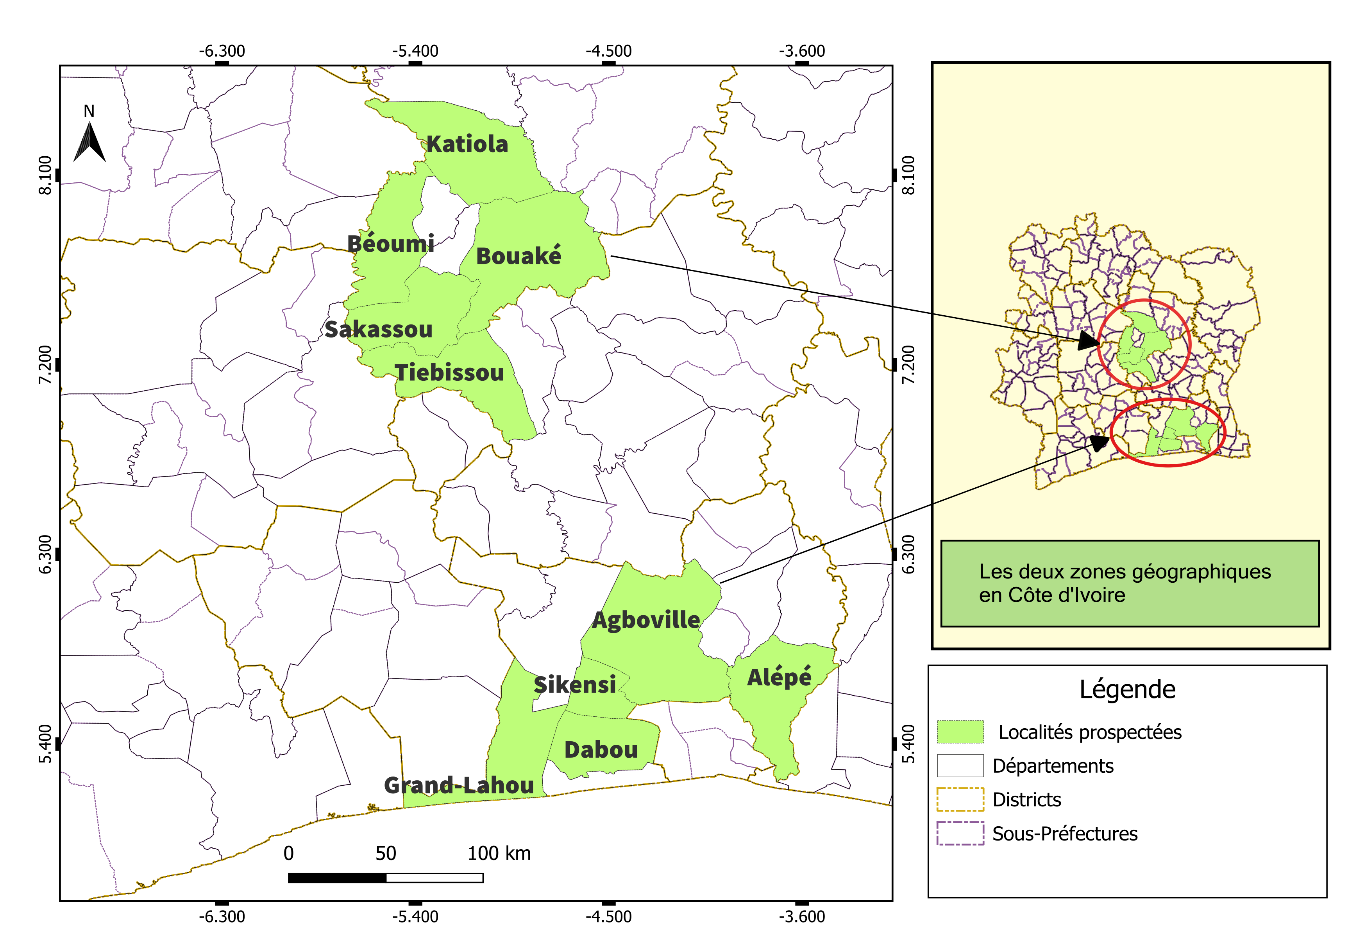 -6.300 -5.400 -4.500 -3.600
N
8.100
7.200
6.300
5.400
Katiola
Béoumi
Bouaké
Sakassou
Tiebissou
Agboville
Sikensi
Alépé
Dabou
Grand-Lahou
0 50 100 km
8.100
7.200
6.300
5.400
-6.300 -5.400 -4.500 -3.600
Les deux zones géographiques
en Côte d'Ivoire
Légende
Localités prospectées
Départements
Districts
Sous-Préfectures